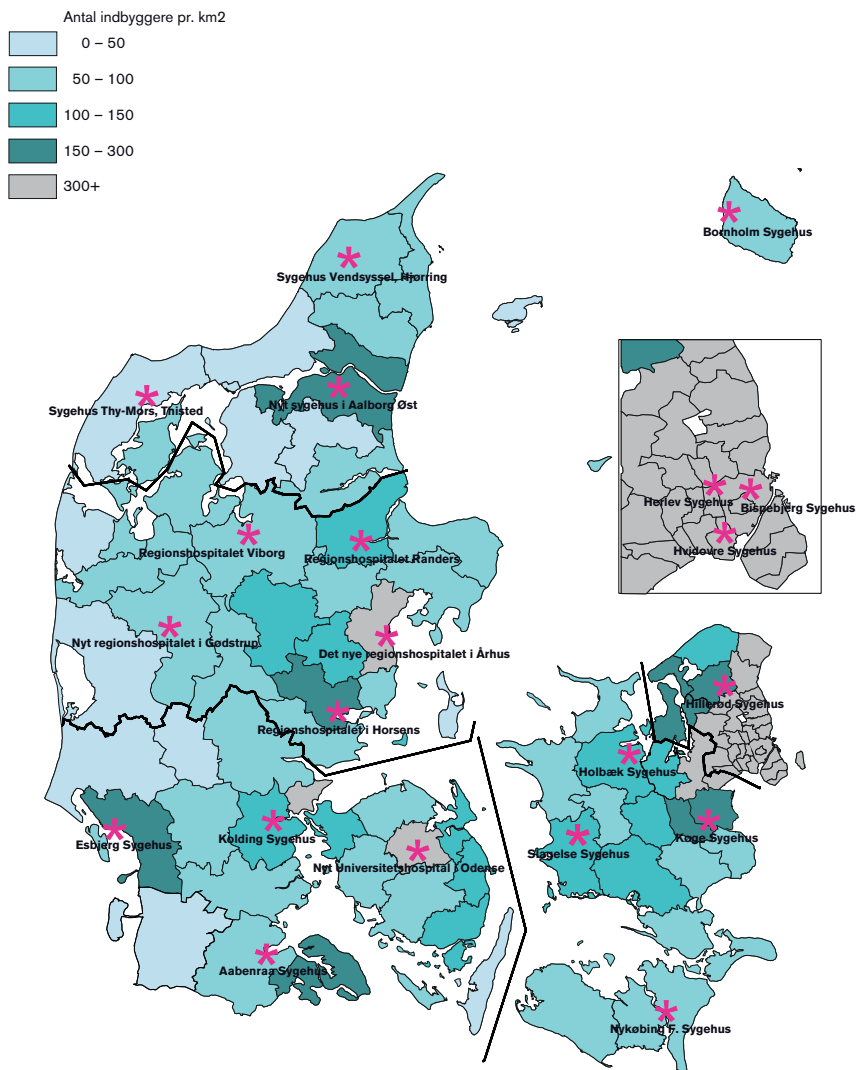 Antal indbyggere pr. km2
0 – 50
50 – 100
100 – 150
150 – 300
300+
Bornholm Sygehus
Sygehus Vendsyssel, Hjørring
Sygehus Thy-Mors, Thisted
Nyt sygehus i Aalborg Øst
Herlev Sygehus
Bispebjerg Sygehus
Hvidovre Sygehus
Regionshospitalet Viborg
Regionshospitalet Randers
Nyt regionshospitalet i Gødstrup
Det nye regionshospitalet i Århus
Hillerød Sygehus
Regionshospitalet i Horsens
Holbæk Sygehus
Esbjerg Sygehus
Kolding Sygehus
Køge Sygehus
Slagelse Sygehus
Nyt Universitetshospital i Odense
Aabenraa Sygehus
Nykøbing F. Sygehus